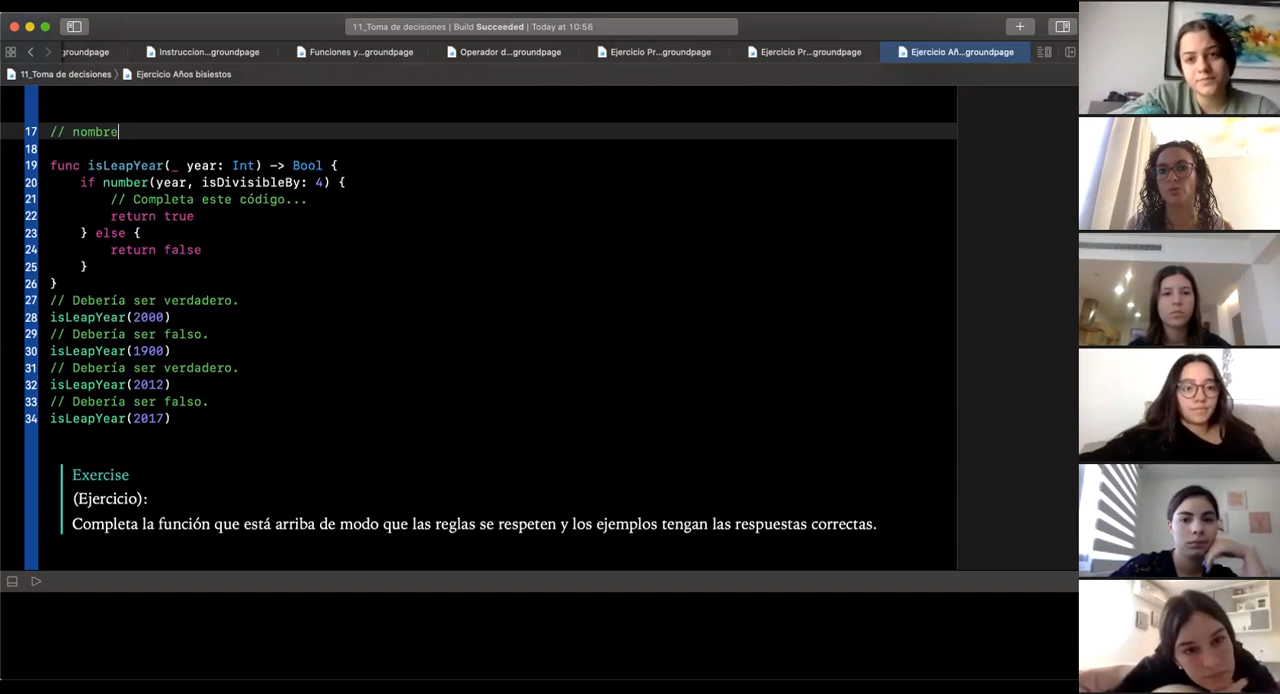 11_Toma de decisiones | Build Succeeded | Today at 10:58
groundpage
Instruccion...groundpage
Funciones y...groundpage
Operador d...groundpage
Ejercicio Pr...groundpage
Ejercicio Pr...groundpage
Ejercicio Añ...groundpage
11_Toma de decisiones
Ejercicio Años bisiestos
17 // nombre
18
19 func isLeapYear(_ year: Int) -> Bool {
20 if number(year, isDivisibleBy: 4) {
21 // Completa este código...
22 return true
23 } else {
24 return false
25 }
26 }
27 // Debería ser verdadero.
28 isLeapYear(2000)
29 // Debería ser falso.
30 isLeapYear(1900)
31 // Debería ser verdadero.
32 isLeapYear(2012)
33 // Debería ser falso.
34 isLeapYear(2017)
Exercise
(Ejercicio):
Completa la función que está arriba de modo que las reglas se respeten y los ejemplos tengan las respuestas correctas.